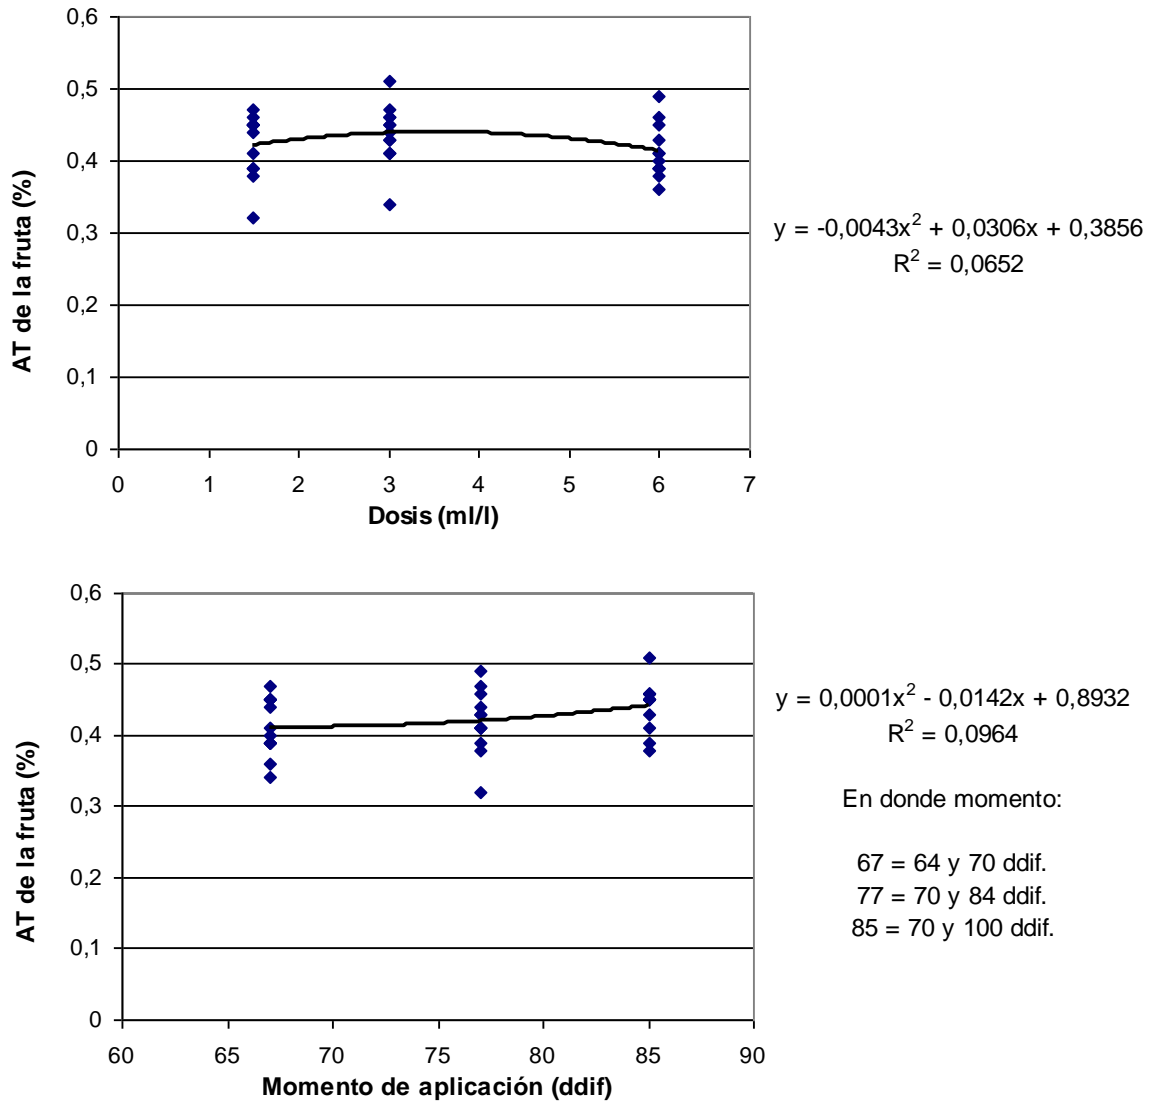 0,6
0,5
0,4
0,3
0,2
0,1
0
AT de la fruta (%)
0 1 2 3 4 5 6 7
Dosis (ml/l)
y = -0,0043x² + 0,0306x + 0,3856
R² = 0,0652
0,6
0,5
0,4
0,3
0,2
0,1
0
AT de la fruta (%)
60 65 70 75 80 85 90
Momento de aplicación (ddif)
y = 0,0001x² - 0,0142x + 0,8932
R² = 0,0964
En donde momento:
67 = 64 y 70 ddif.
77 = 70 y 84 ddif.
85 = 70 y 100 ddif.